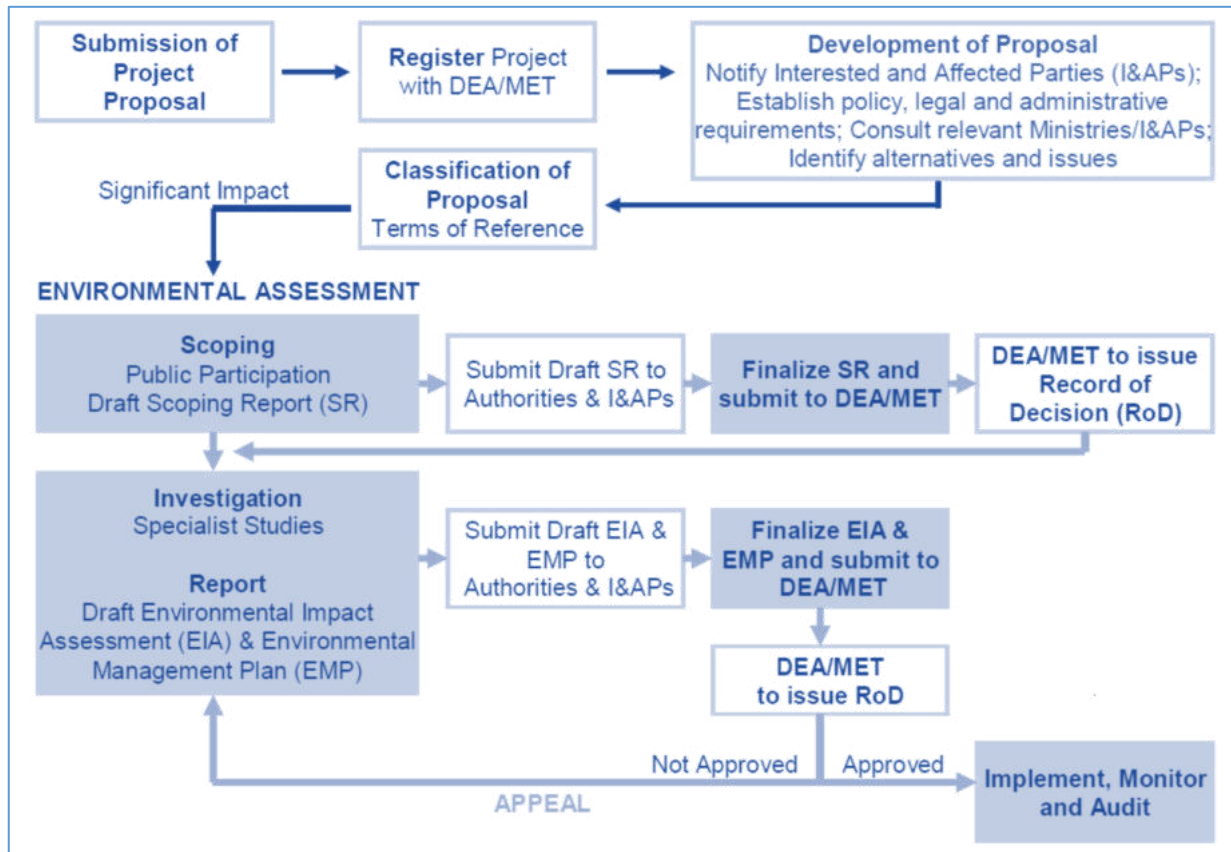 Submission of
Project
Proposal
Register Project
with DEA/MET
Development of Proposal
Notify Interested and Affected Parties (I&APs);
Establish policy, legal and administrative
requirements; Consult relevant Ministries/I&APs;
Identify alternatives and issues
Classification of
Proposal
Terms of Reference
Significant Impact
ENVIRONMENTAL ASSESSMENT
Scoping
Public Participation
Draft Scoping Report (SR)
Submit Draft SR to
Authorities & I&APs
Finalize SR and
submit to DEA/MET
DEA/MET to issue
Record of
Decision (RoD)
Investigation
Specialist Studies
Report
Draft Environmental Impact
Assessment (EIA) & Environmental
Management Plan (EMP)
Submit Draft EIA &
EMP to
Authorities & I&APs
Finalize EIA &
EMP and submit to
DEA/MET
DEA/MET
to issue RoD
Not Approved
Approved
APPEAL
Implement, Monitor
and Audit